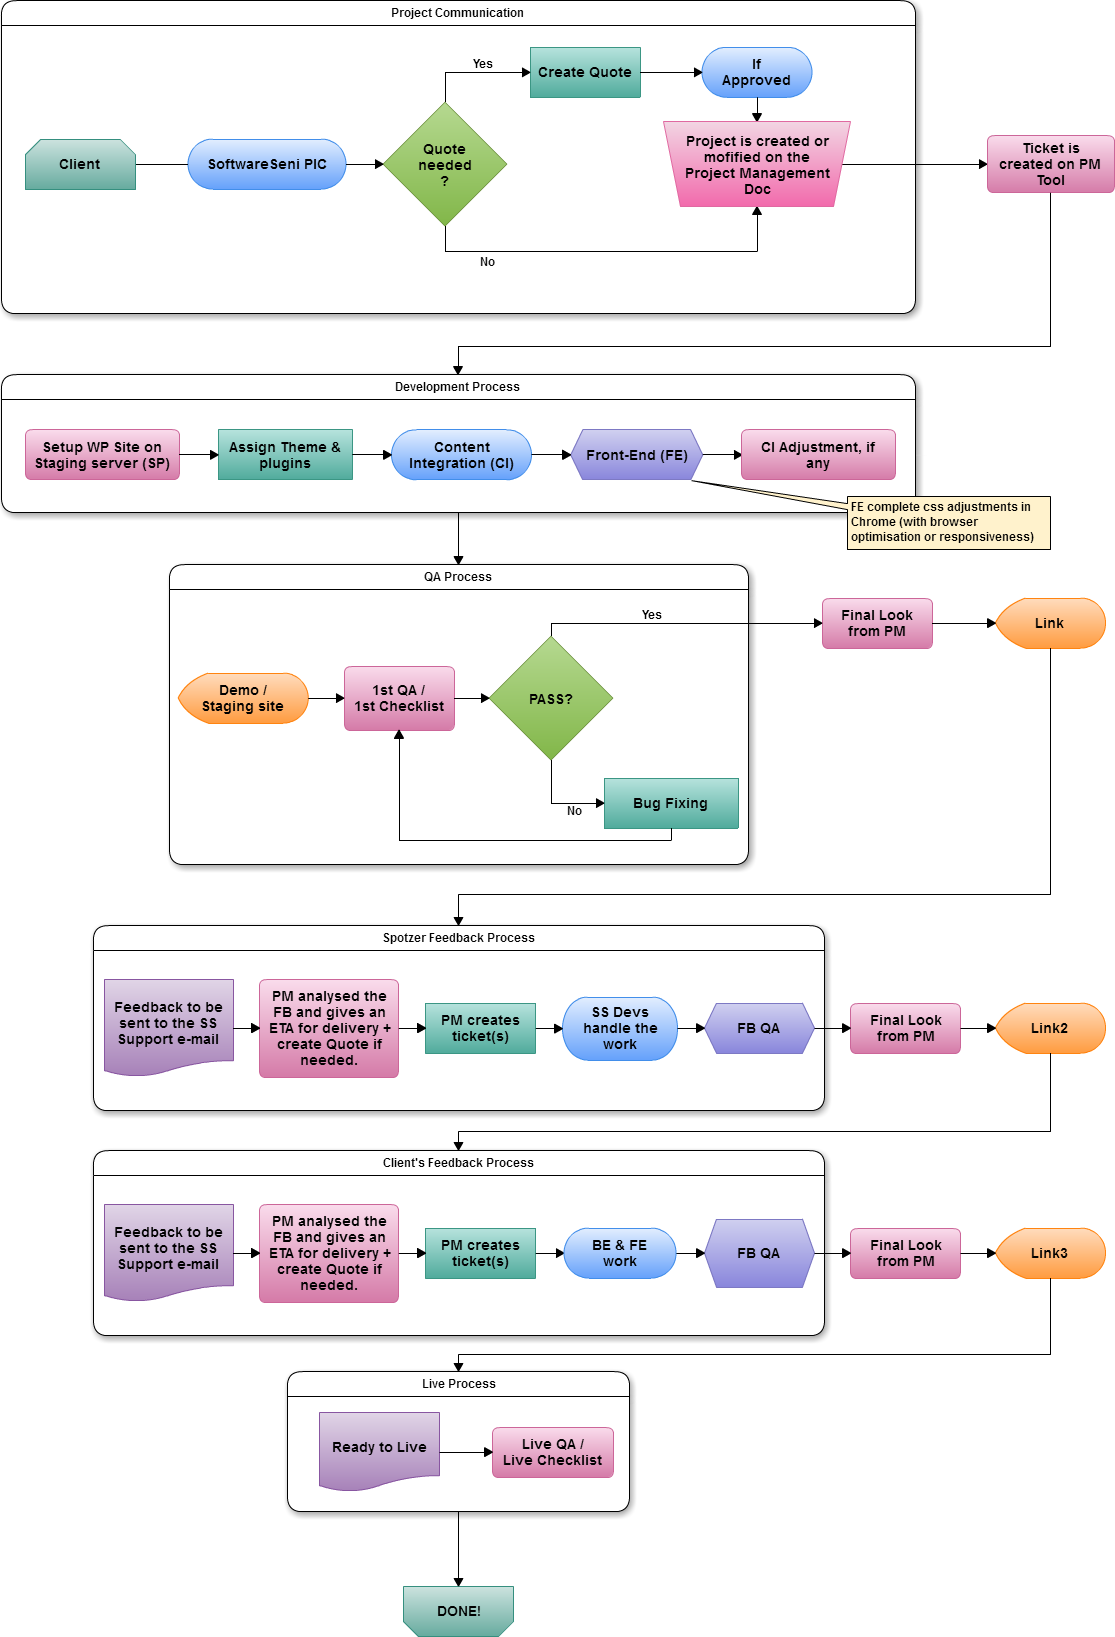 Project Communication
Yes
Create Quote
If
Approved
Client
SoftwareSeni PIC
Quote
needed
?
Project is created or
mofified on the
Project Management
Doc
Ticket is
created on PM
Tool
No
Development Process
Setup WP Site on
Staging server (SP)
Assign Theme &
plugins
Content
Integration (CI)
Front-End (FE)
CI Adjustment, if
any
FE complete css adjustments in
Chrome (with browser
optimisation or responsiveness)
QA Process
Yes
Final Look
from PM
Link
Demo /
Staging site
1st QA /
1st Checklist
PASS?
No
Bug Fixing
Spotzer Feedback Process
Feedback to be
sent to the SS
Support e-mail
PM analysed the
FB and gives an
ETA for delivery +
create Quote if
needed.
PM creates
ticket(s)
SS Devs
handle the
work
FB QA
Final Look
from PM
Link2
Client's Feedback Process
Feedback to be
sent to the SS
Support e-mail
PM analysed the
FB and gives an
ETA for delivery +
create Quote if
needed.
PM creates
ticket(s)
BE & FE
work
FB QA
Final Look
from PM
Link3
Live Process
Ready to Live
Live QA /
Live Checklist
DONE!